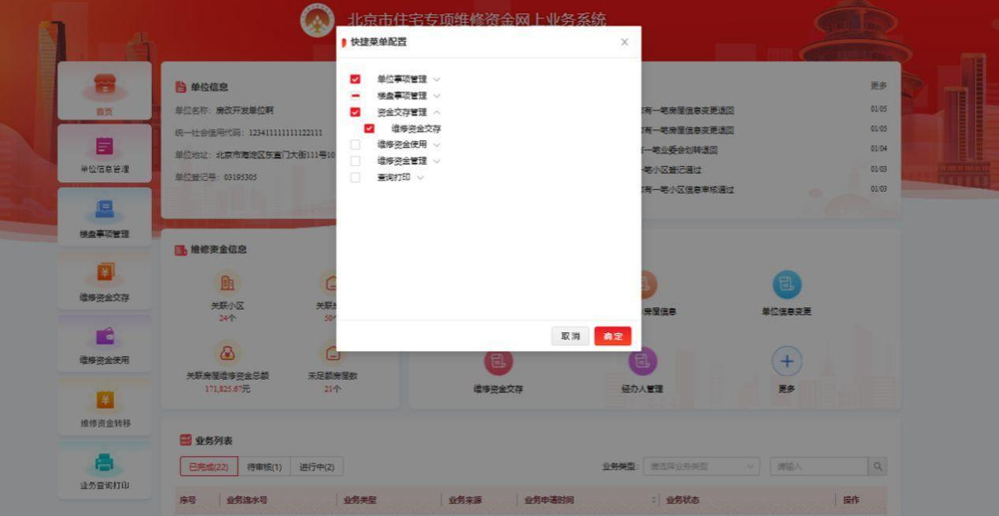 北京市住宅专项维修资金网上业务系统
快捷菜单配置
单位事项管理
楼盘事项管理
资金交存管理
维修资金交存
维修资金使用
维修资金管理
查询打印
取消
确定
首页
单位信息管理
楼盘事项管理
维修资金交存
维修资金使用
维修资金转移
业务查询打印
单位信息
单位名称：房改开发单位啊
统一社会信用代码：123411111111122111
单位地址：北京市海淀区东直门大街111号10
单位登记号：03195305
更多
有一笔房屋信息变更退回 01/05
有一笔房屋信息变更退回 01/05
一笔业委会划转退回 01/04
一笔小区登记通过 01/03
有一笔小区信息审核通过 01/03
维修资金信息
关联小区
24个
关联
50
关联房屋维修资金总额
171,825.67元
未足额房屋数
21个
房屋信息
单位信息变更
维修资金交存
经办人管理
更多
业务列表
已完成(22) 待审核(1) 进行中(2)
业务类型： 请选择业务类型 请输入
序号 业务流水号 业务类型 业务来源 业务申请时间 业务状态 操作